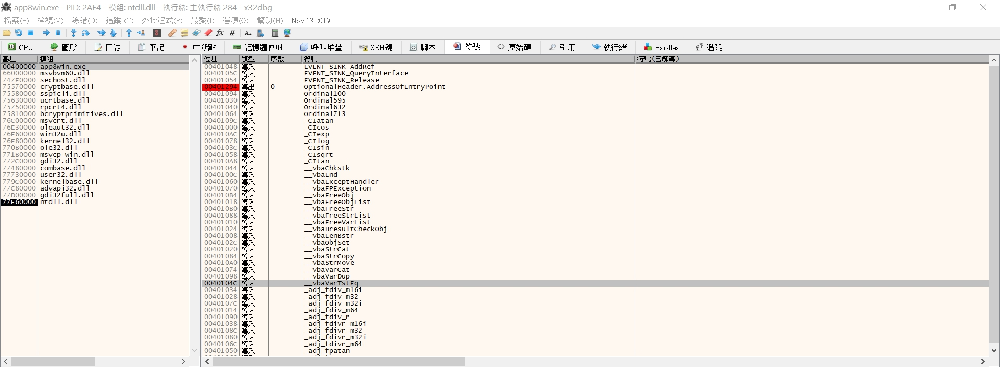 app8win.exe - PID: 2AF4 - 模組: ntdll.dll - 執行緒: 主執行緒 284 - x32dbg
檔案(F) 檢視(V) 除錯(D) 追蹤 (T) 外掛程式(P) 最愛(I) 選項(O) 幫助(H) Nov 13 2019
CPU 圖形 日誌 筆記 中斷點 記憶體映射 呼叫堆疊 SEH鏈 腳本 符號 原始碼 引用 執行緒 Handles 追蹤
基址 模組
00400000 app8win.exe
66000000 msvbvm60.dll
747F0000 sechost.dll
75570000 cryptbase.dll
75580000 sspicli.dll
75630000 ucrtbase.dll
75750000 rpcrt4.dll
75810000 bcryptprimitives.dll
76C00000 msvcrt.dll
76E30000 oleaut32.dll
76F60000 win32u.dll
76F80000 kernel32.dll
770B0000 ole32.dll
771B0000 msvcp_win.dll
772C0000 gdi32.dll
77480000 combase.dll
77730000 user32.dll
779C0000 kernelbase.dll
77C80000 advapi32.dll
77D00000 gdi32full.dll
77E60000 ntdll.dll
位址 類型 序數 符號 符號(已解碼)
00401048 導入 EVENT_SINK_AddRef
0040105C 導入 EVENT_SINK_QueryInterface
00401054 導入 EVENT_SINK_Release
00401294 導出 0 OptionalHeader.AddressOfEntryPoint
00401094 導入 Ordinal100
00401030 導入 Ordinal595
00401040 導入 Ordinal632
00401064 導入 Ordinal713
0040109C 導入 _CIatan
00401000 導入 _CIcos
004010AC 導入 _CIexp
00401078 導入 _CIlog
0040103C 導入 _CIsin
00401058 導入 _CIsqrt
004010A8 導入 _CItan
00401044 導入 __vbaChkstk
0040100C 導入 __vbaEnd
00401060 導入 __vbaExceptHandler
00401070 導入 __vbaFPException
004010B4 導入 __vbaFreeObj
00401018 導入 __vbaFreeObjList
004010B0 導入 __vbaFreeStr
00401088 導入 __vbaFreeStrList
00401010 導入 __vbaFreeVarList
00401024 導入 __vbaHresultCheckObj
00401008 導入 __vbaLenBstr
0040102C 導入 __vbaObjSet
00401020 導入 __vbaStrCat
00401084 導入 __vbaStrCopy
004010A0 導入 __vbaStrMove
00401074 導入 __vbaVarCat
00401098 導入 __vbaVarDup
0040104C 導入 __vbaVarTstEq
00401034 導入 _adj_fdiv_m16i
00401028 導入 _adj_fdiv_m32
0040107C 導入 _adj_fdiv_m32i
00401014 導入 _adj_fdiv_m64
00401090 導入 _adj_fdiv_r
00401038 導入 _adj_fdivr_m16i
0040108C 導入 _adj_fdivr_m32
00401080 導入 _adj_fdivr_m32i
0040106C 導入 _adj_fdivr_m64
00401050 導入 _adj_fpatan